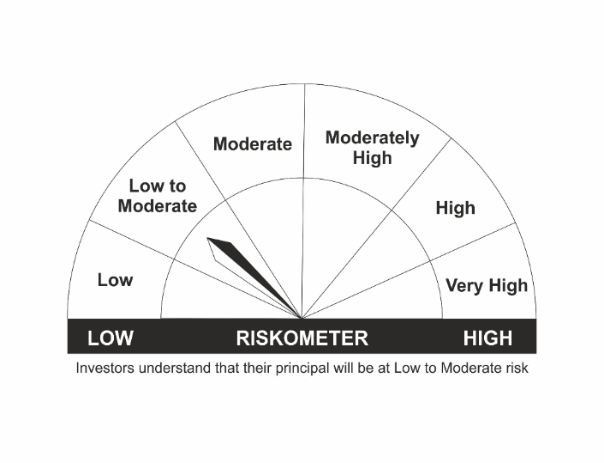 Moderate
Moderately
High
Low to
Moderate
High
Low
Very High
LOW RISKOMETER HIGH
Investors understand that their principal will be at Low to Moderate risk